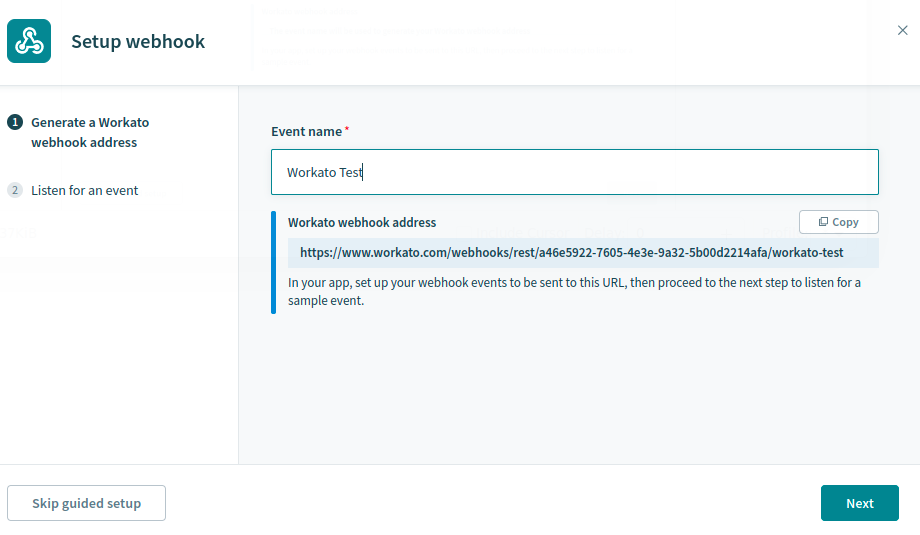 Setup webhook
1 Generate a Workato
webhook address
2 Listen for an event
Event name *
Workato Test
Workato webhook address
Copy
https://www.workato.com/webhooks/rest/a46e5922-7605-4e3e-9a32-5b00d2214afa/workato-test
In your app, set up your webhook events to be sent to this URL, then proceed to the next step to listen for a
sample event.
Skip guided setup
Next